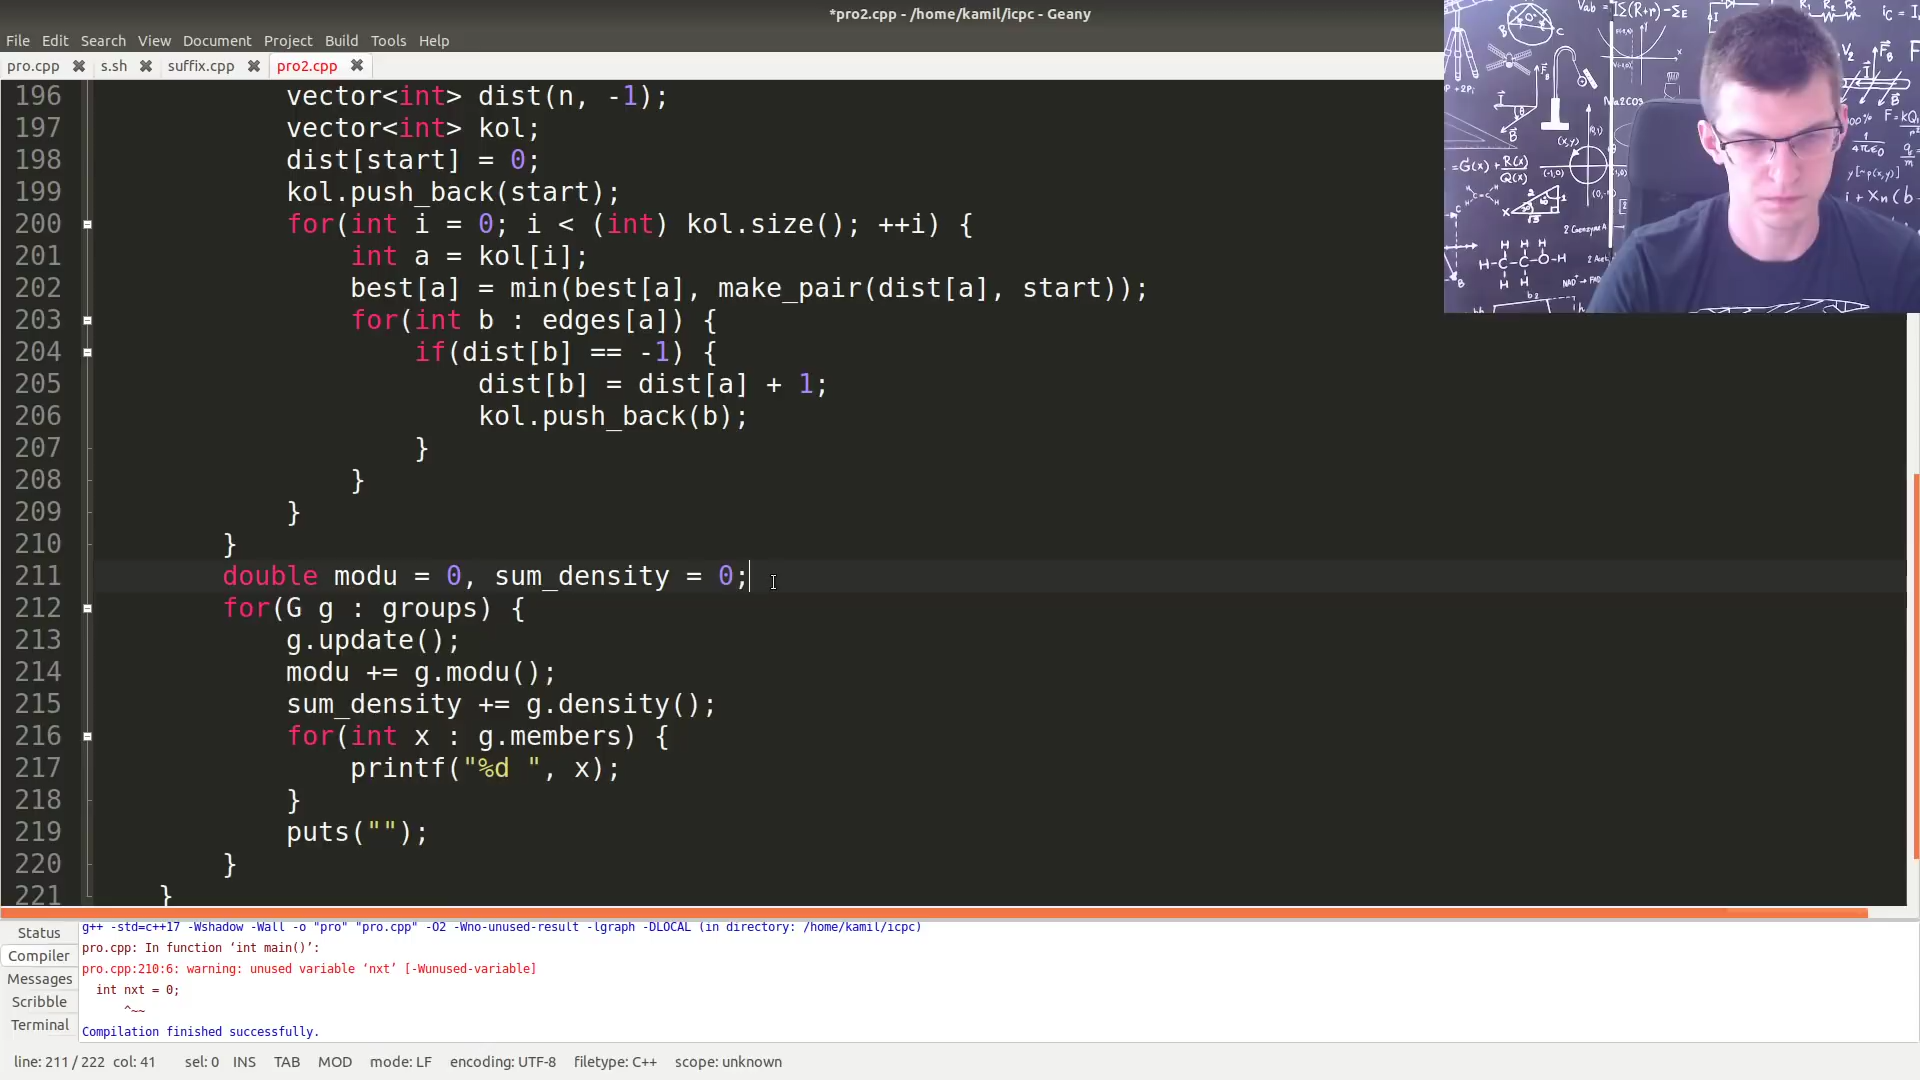 *pro2.cpp - /home/kamil/icpc - Geany
File Edit Search View Document Project Build Tools Help
pro.cpp s.sh suffix.cpp pro2.cpp
196 vector<int> dist(n, -1);
197 vector<int> kol;
198 dist[start] = 0;
199 kol.push_back(start);
200 for(int i = 0; i < (int) kol.size(); ++i) {
201 int a = kol[i];
202 best[a] = min(best[a], make_pair(dist[a], start));
203 for(int b : edges[a]) {
204 if(dist[b] == -1) {
205 dist[b] = dist[a] + 1;
206 kol.push_back(b);
207 }
208 }
209 }
210 }
211 double modu = 0, sum_density = 0;
212 for(G g : groups) {
213 g.update();
214 modu += g.modu();
215 sum_density += g.density();
216 for(int x : g.members) {
217 printf("%d ", x);
218 }
219 puts("");
220 }
221 }
Status
Compiler
Messages
Scribble
Terminal
g++ -std=c++17 -Wshadow -Wall -o "pro" "pro.cpp" -O2 -Wno-unused-result -lgraph -DLOCAL (in directory: /home/kamil/icpc)
pro.cpp: In function ‘int main()’:
pro.cpp:210:6: warning: unused variable ‘nxt’ [-Wunused-variable]
int nxt = 0;
^~~
Compilation finished successfully.
line: 211 / 222 col: 41 sel: 0 INS TAB MOD mode: LF encoding: UTF-8 filetype: C++ scope: unknown